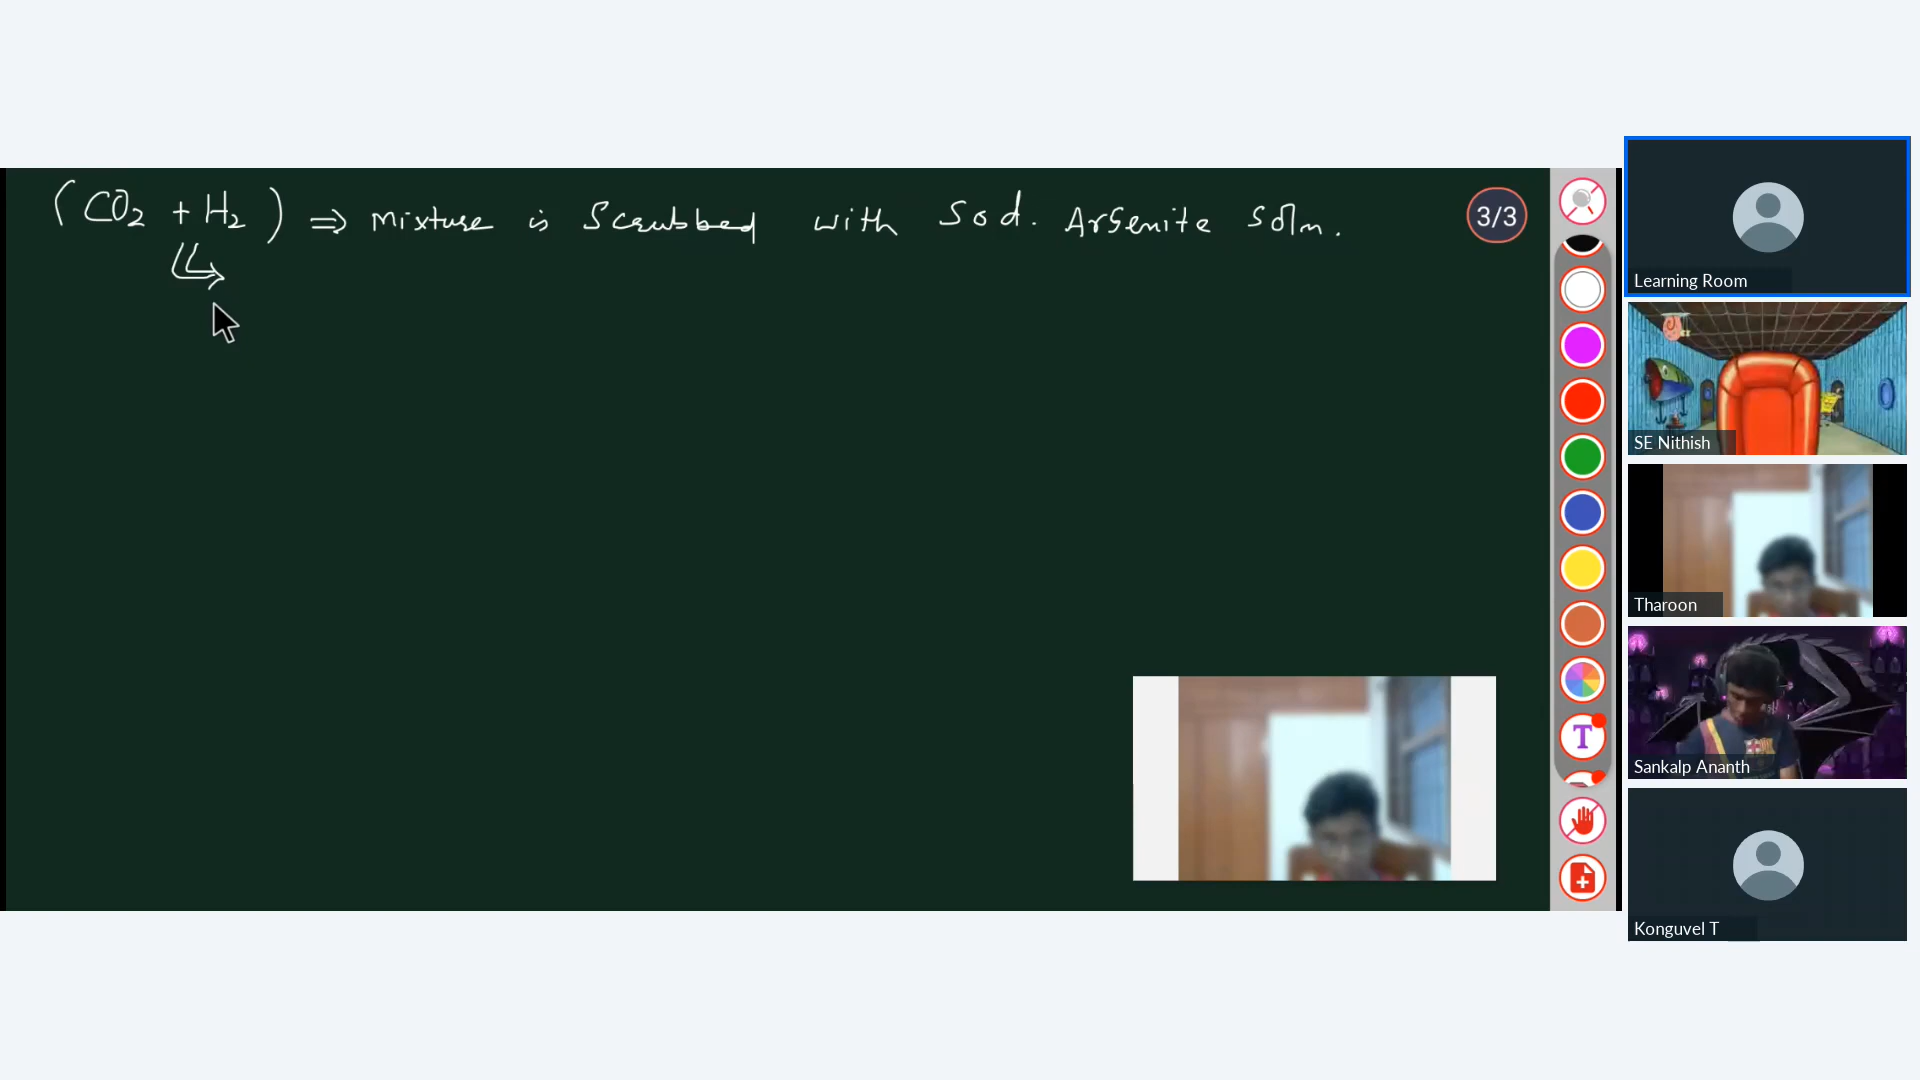 (CO₂ + H₂) ⇒ mixture is Scrubbed with Sod. Arsenite Soln.
3/3
T
Learning Room
SE Nithish
Tharoon
Sankalp Ananth
Konguvel T